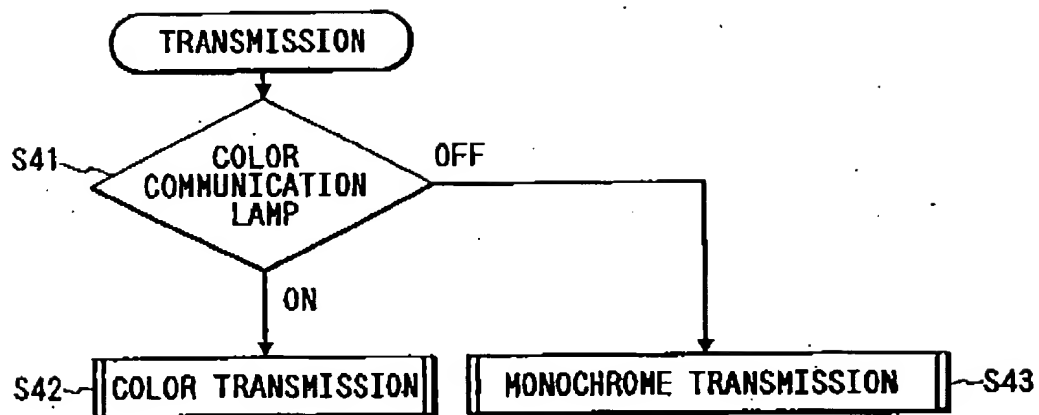 TRANSMISSION
S41
COLOR
COMMUNICATION
LAMP
OFF
ON
S42
COLOR TRANSMISSION
MONOCHROME TRANSMISSION
S43